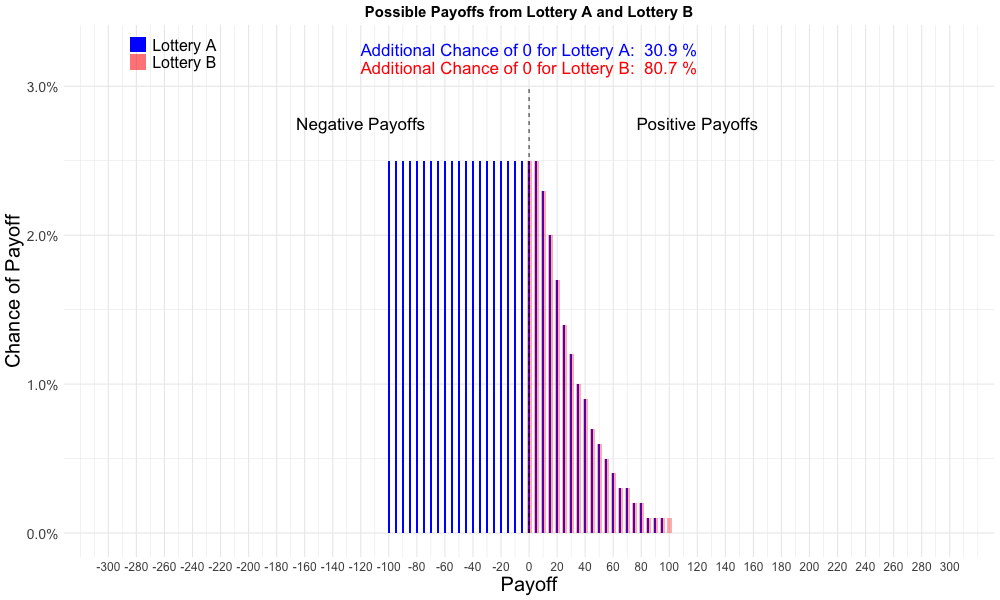 Possible Payoffs from Lottery A and Lottery B
Lottery A
Lottery B
Additional Chance of 0 for Lottery A: 30.9 %
Additional Chance of 0 for Lottery B: 80.7 %
Negative Payoffs
Positive Payoffs
Chance of Payoff
3.0%
2.0%
1.0%
0.0%
-300 -280 -260 -240 -220 -200 -180 -160 -140 -120 -100 -80 -60 -40 -20 0 20 40 60 80 100 120 140 160 180 200 220 240 260 280 300
Payoff